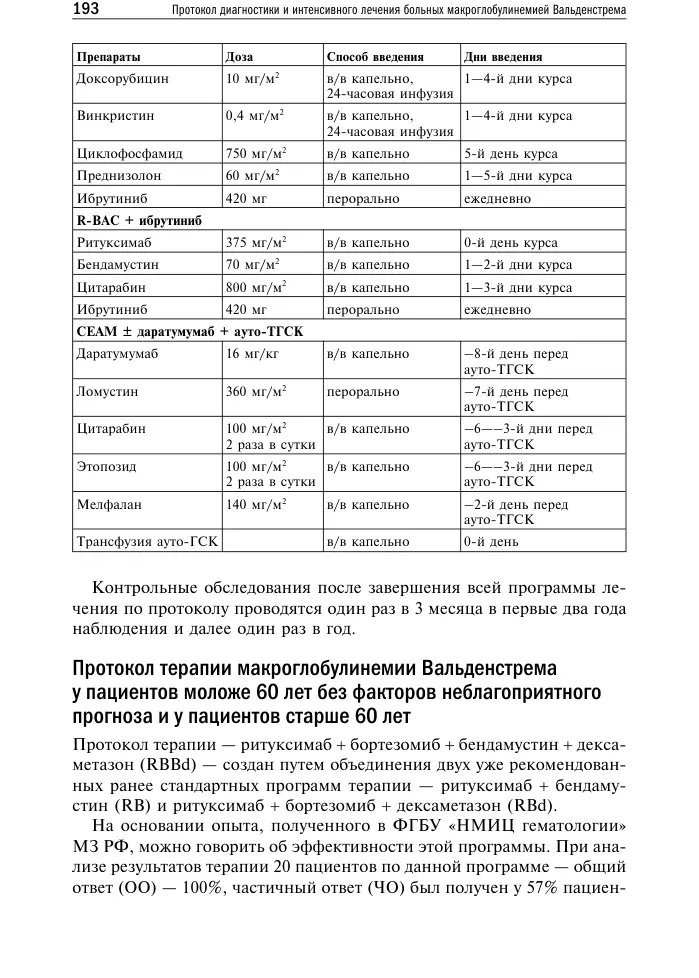 193 Протокол диагностики и интенсивного лечения больных макроглобулинемией Вальденстрема
Препараты Доза Способ введения Дни введения
Доксорубицин 10 мг/м² в/в капельно, 1—4-й дни курса
24-часовая инфузия
Винкристин 0,4 мг/м² в/в капельно, 1—4-й дни курса
24-часовая инфузия
Циклофосфамид 750 мг/м² в/в капельно 5-й день курса
Преднизолон 60 мг/м² в/в капельно 1—5-й дни курса
Ибрутиниб 420 мг перорально ежедневно
R-BAC + ибрутиниб
Ритуксимаб 375 мг/м² в/в капельно 0-й день курса
Бендамустин 70 мг/м² в/в капельно 1—2-й дни курса
Цитарабин 800 мг/м² в/в капельно 1—3-й дни курса
Ибрутиниб 420 мг перорально ежедневно
CEAM ± даратумумаб + ауто-ТГСК
Даратумумаб 16 мг/кг в/в капельно −8-й день перед
ауто-ТГСК
Ломустин 360 мг/м² перорально −7-й день перед
ауто-ТГСК
Цитарабин 100 мг/м² в/в капельно −6—−3-й дни перед
2 раза в сутки ауто-ТГСК
Этопозид 100 мг/м² в/в капельно −6—−3-й дни перед
2 раза в сутки ауто-ТГСК
Мелфалан 140 мг/м² в/в капельно −2-й день перед
ауто-ТГСК
Трансфузия ауто-ГСК в/в капельно 0-й день
Контрольные обследования после завершения всей программы ле-
чения по протоколу проводятся один раз в 3 месяца в первые два года
наблюдения и далее один раз в год.
Протокол терапии макроглобулинемии Вальденстрема
у пациентов моложе 60 лет без факторов неблагоприятного
прогноза и у пациентов старше 60 лет
Протокол терапии — ритуксимаб + бортезомиб + бендамустин + декса-
метазон (RBBd) — создан путем объединения двух уже рекомендован-
ных ранее стандартных программ терапии — ритуксимаб + бендаму-
стин (RB) и ритуксимаб + бортезомиб + дексаметазон (RBd).
На основании опыта, полученного в ФГБУ «НМИЦ гематологии»
МЗ РФ, можно говорить об эффективности этой программы. При ана-
лизе результатов терапии 20 пациентов по данной программе — общий
ответ (ОО) — 100%, частичный ответ (ЧО) был получен у 57% пациен-